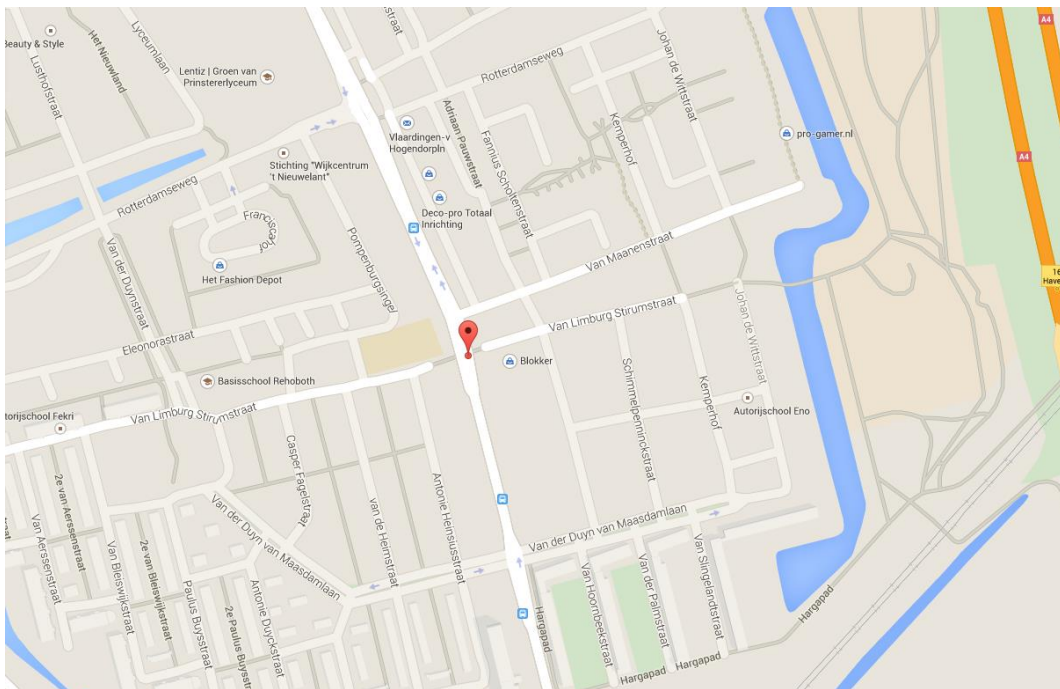 Beauty & Style
Het Nieuwland
Lyceumlaan
Lusthofstraat
Lentiz | Groen van
Prinstererlyceum
Rotterdamseweg
Johan de Wittstraat
A4
Vlaardingen-v
Hogendorpln
Adriaan Pauwstraat
Fannius Scholtenstraat
Kemperhof
pro-gamer.nl
A4
Stichting "Wijkcentrum
't Nieuwelant"
Rotterdamseweg
Deco-pro Totaal
Inrichting
Franciscahof
Pompenburgsingel
Van der Duynstraat
Het Fashion Depot
Van Maanenstraat
16
Have
Van Limburg Stirumstraat
Johan de Wittstraat
Eleonorastraat
Blokker
Basisschool Rehoboth
Schimmelpenninckstraat
Kemperhof
Autorijschool Eno
torijschool Fekri
Van Limburg Stirumstraat
Casper Fagelstraat
2e van Aerssenstraat
Van Aerssenstraat
Van Bleiswijkstraat
2e van Bleiswijkstraat
Van der Duyn van Maasdamlaan
van de Heimstraat
Antonie Heinsiusstraat
Van der Duyn van Maasdamlaan
Paulus Buysstraat
2e Paulus Buysstraat
Antonie Duyckstraat
Hargapad
Van Hoornbeekstraat
Van der Palmstraat
Van Slingelandtstraat
Hargapad
Hargapad
Hargapad